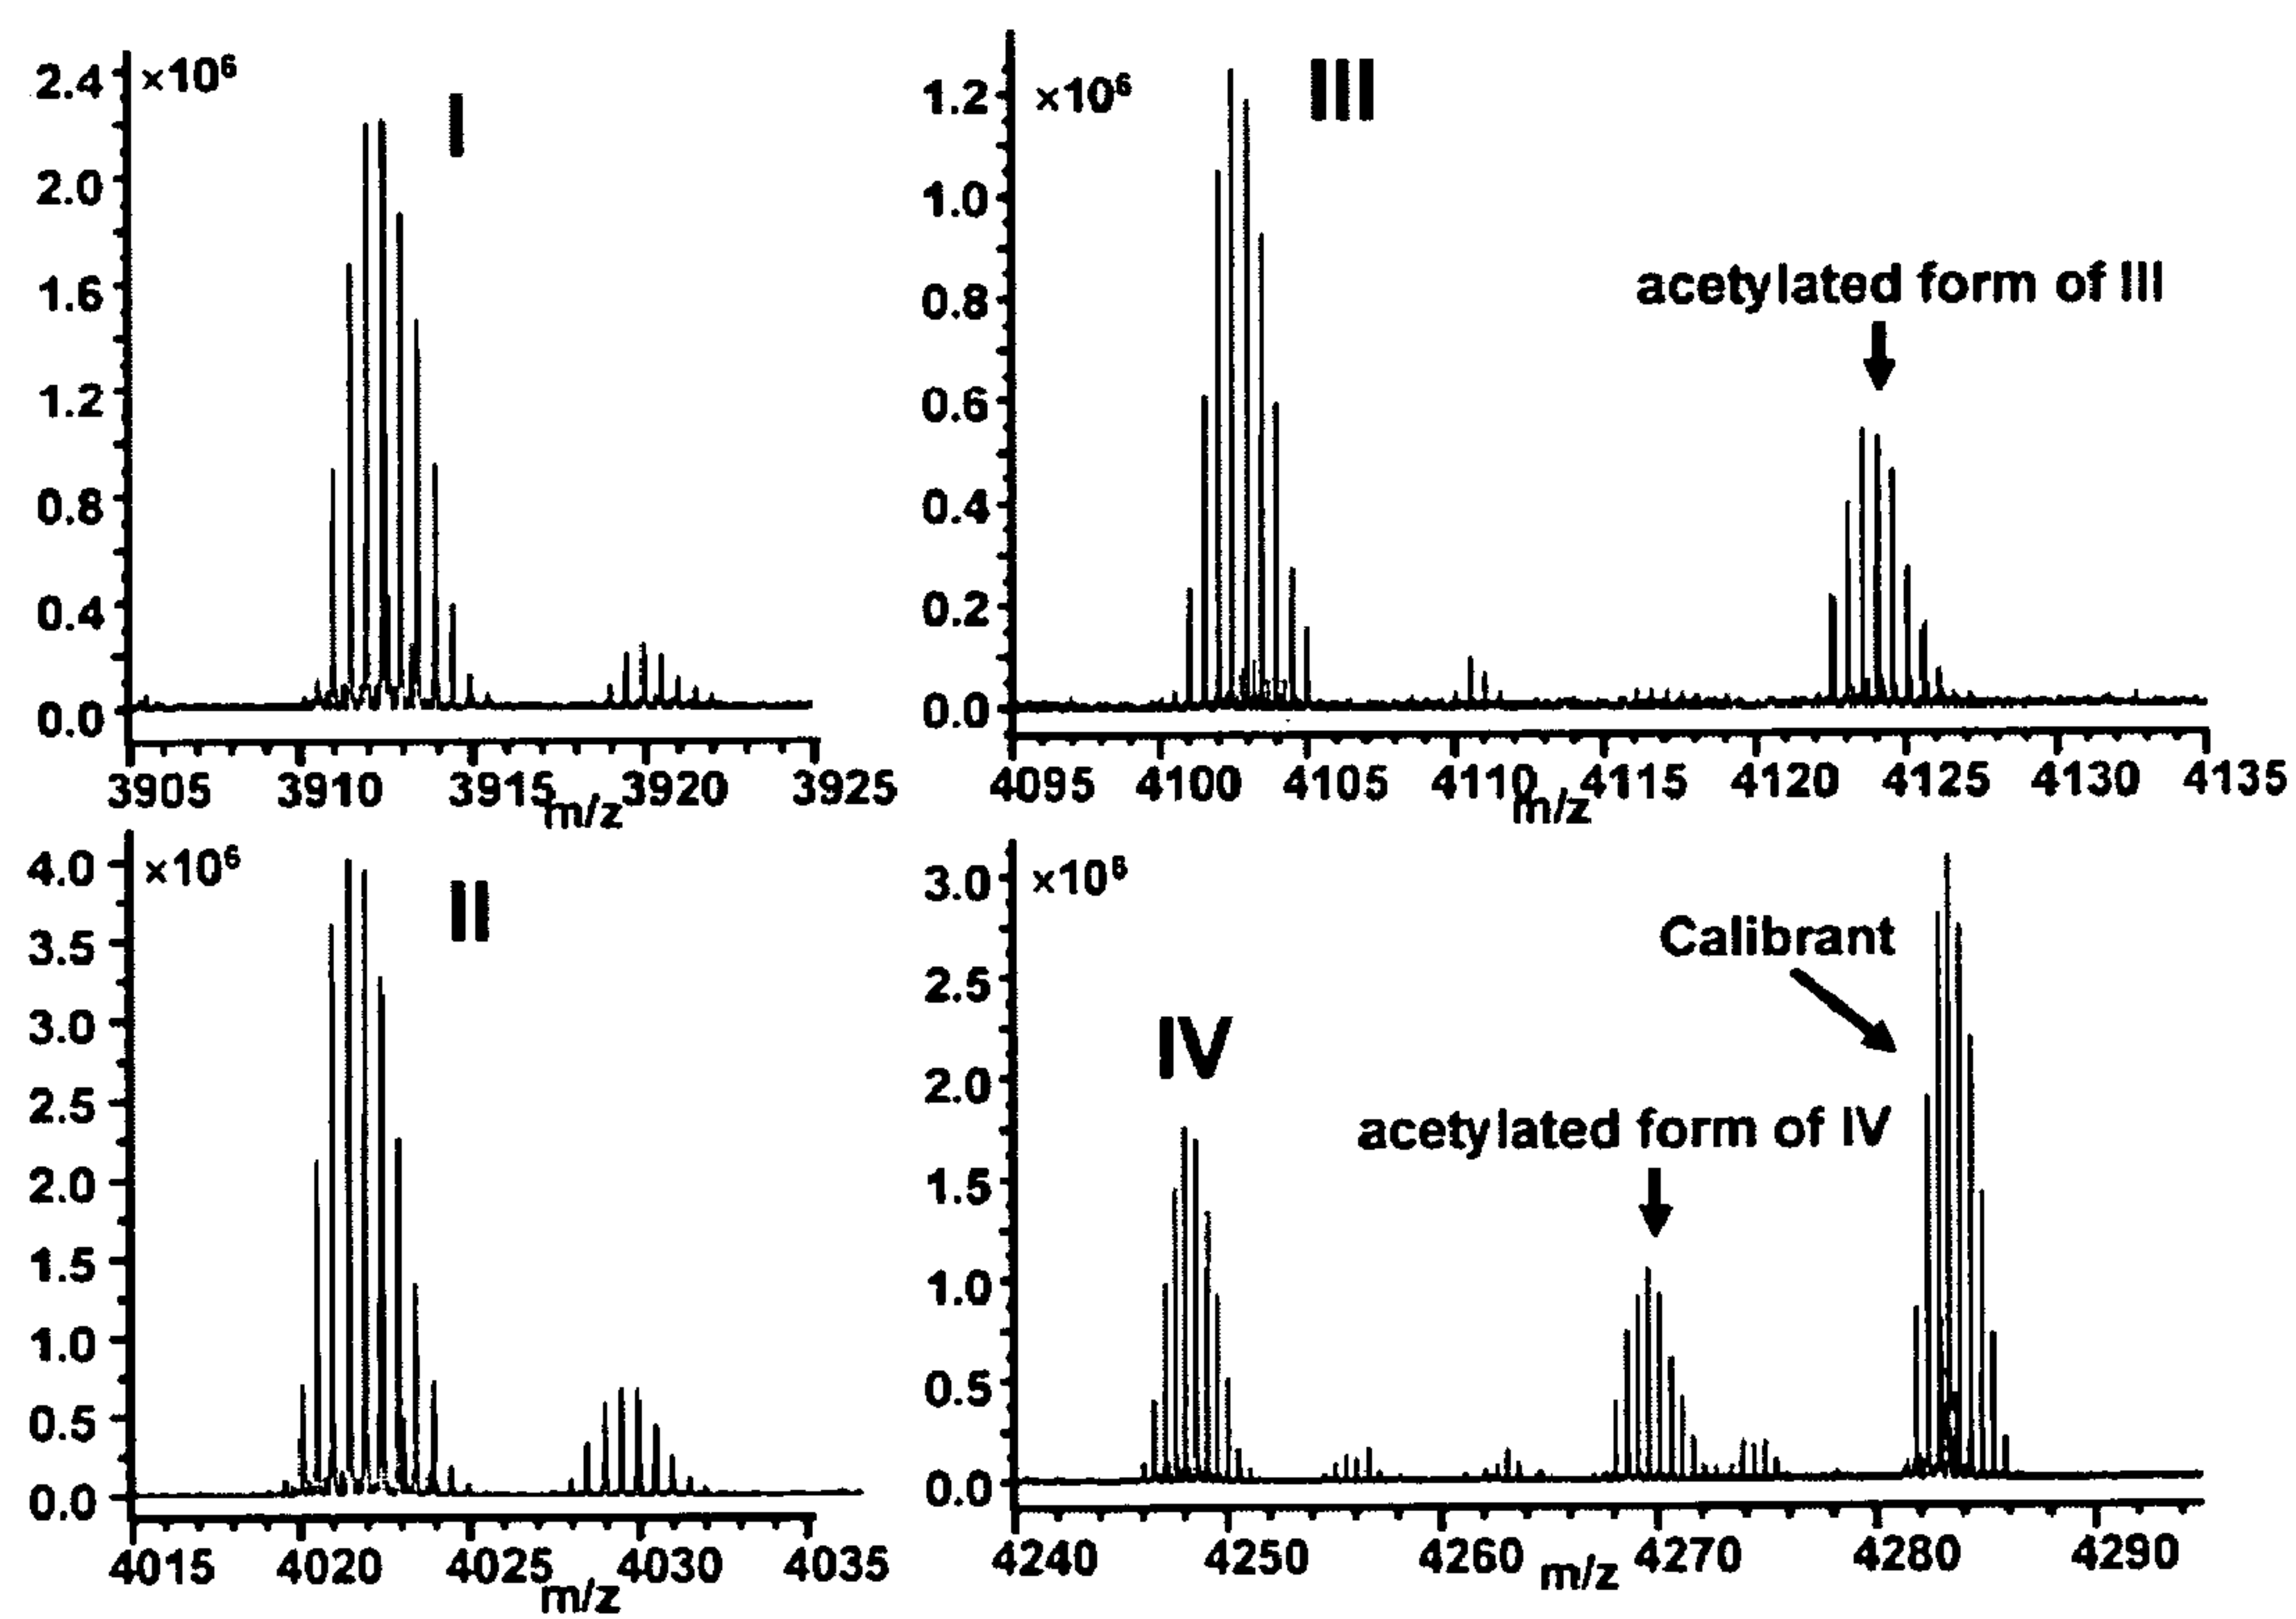 2.4
×10⁶
I
2.0
1.6
1.2
0.8
0.4
0.0
3905 3910 3915 3920 3925
m/z
1.2
×10⁶
III
1.0
0.8
acetylated form of III
0.6
0.4
0.2
0.0
4095 4100 4105 4110 4115 4120 4125 4130 4135
m/z
4.0
×10⁶
II
3.5
3.0
2.5
2.0
1.5
1.0
0.5
0.0
4015 4020 4025 4030 4035
m/z
3.0
×10⁶
Calibrant
2.5
IV
2.0
acetylated form of IV
1.5
1.0
0.5
0.0
4240 4250 4260 4270 4280 4290
m/z